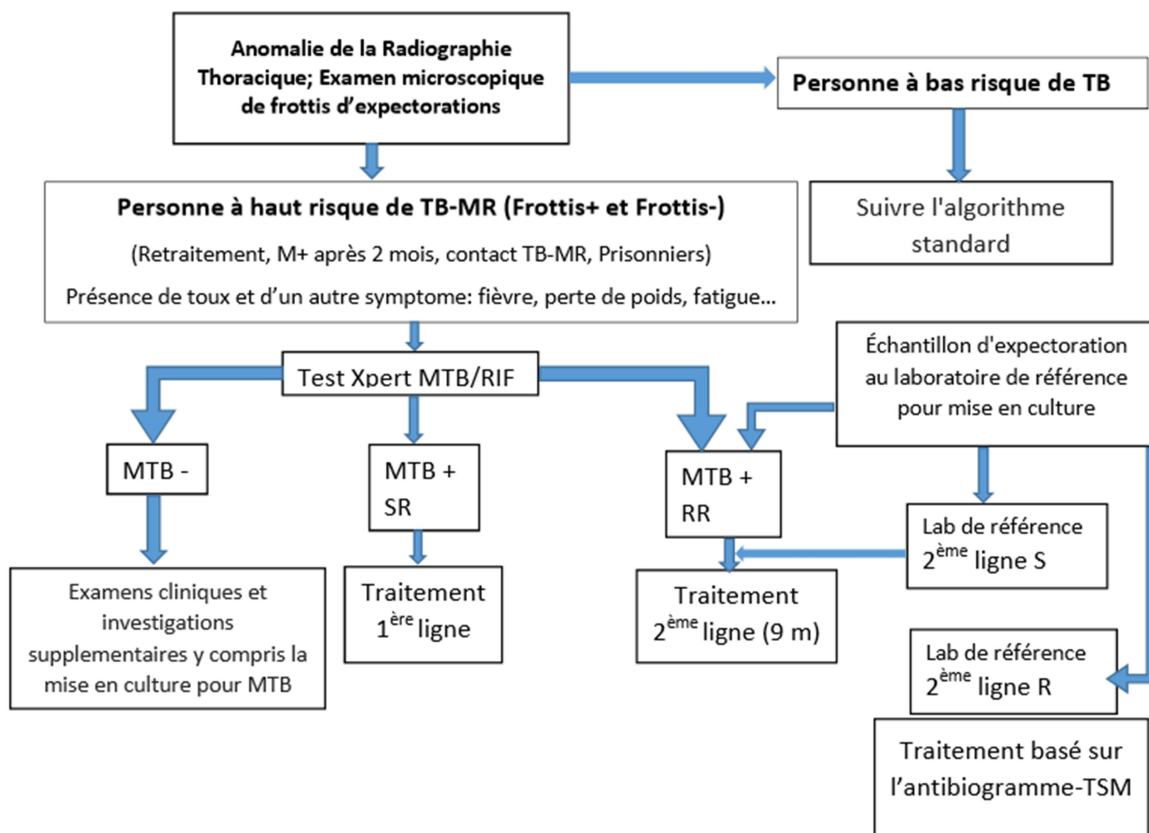 Anomalie de la Radiographie
Thoracique; Examen microscopique
de frottis d'expectorations
Personne à bas risque de TB
Suivre l'algorithme
standard
Personne à haut risque de TB-MR (Frottis+ et Frottis-)
(Retraitement, M+ après 2 mois, contact TB-MR, Prisonniers)
Présence de toux et d'un autre symptome: fièvre, perte de poids, fatigue...
Test Xpert MTB/RIF
Échantillon d'expectoration
au laboratoire de référence
pour mise en culture
MTB -
MTB +
SR
MTB +
RR
Lab de référence
2ème ligne S
Examens cliniques et
investigations
supplementaires y compris la
mise en culture pour MTB
Traitement
1ère ligne
Traitement
2ème ligne (9 m)
Lab de référence
2ème ligne R
Traitement basé sur
l'antibiogramme-TSM